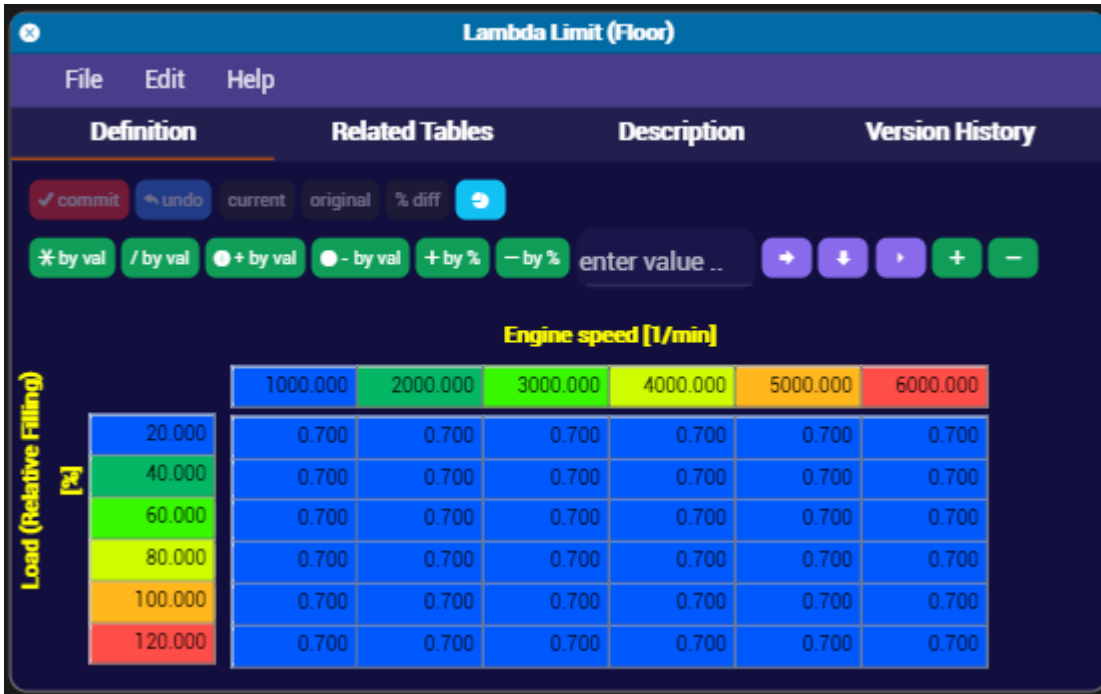 Lambda Limit (Floor)
File Edit Help
Definition Related Tables Description Version History
commit undo current original % diff
by val / by val + by val - by val + by % - by % enter value ..
Engine speed [1/min]
1000.000 2000.000 3000.000 4000.000 5000.000 6000.000
Load (Relative Filling)
[%]
20.000 0.700 0.700 0.700 0.700 0.700 0.700
40.000 0.700 0.700 0.700 0.700 0.700 0.700
60.000 0.700 0.700 0.700 0.700 0.700 0.700
80.000 0.700 0.700 0.700 0.700 0.700 0.700
100.000 0.700 0.700 0.700 0.700 0.700 0.700
120.000 0.700 0.700 0.700 0.700 0.700 0.700